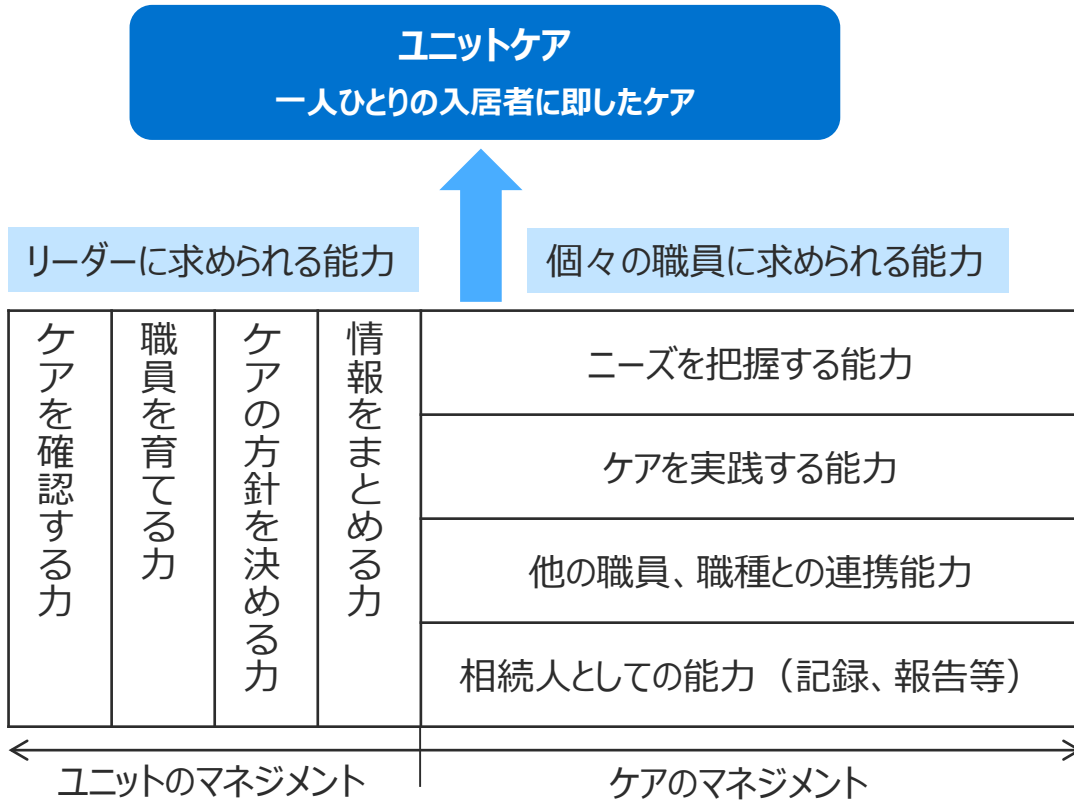 ユニットケア
一人ひとりの入居者に即したケア
リーダーに求められる能力
個々の職員に求められる能力
ケアを確認する力
職員を育てる力
ケアの方針を決める力
情報をまとめる力
ニーズを把握する能力
ケアを実践する能力
他の職員、職種との連携能力
相続人としての能力（記録、報告等）
ユニットのマネジメント
ケアのマネジメント